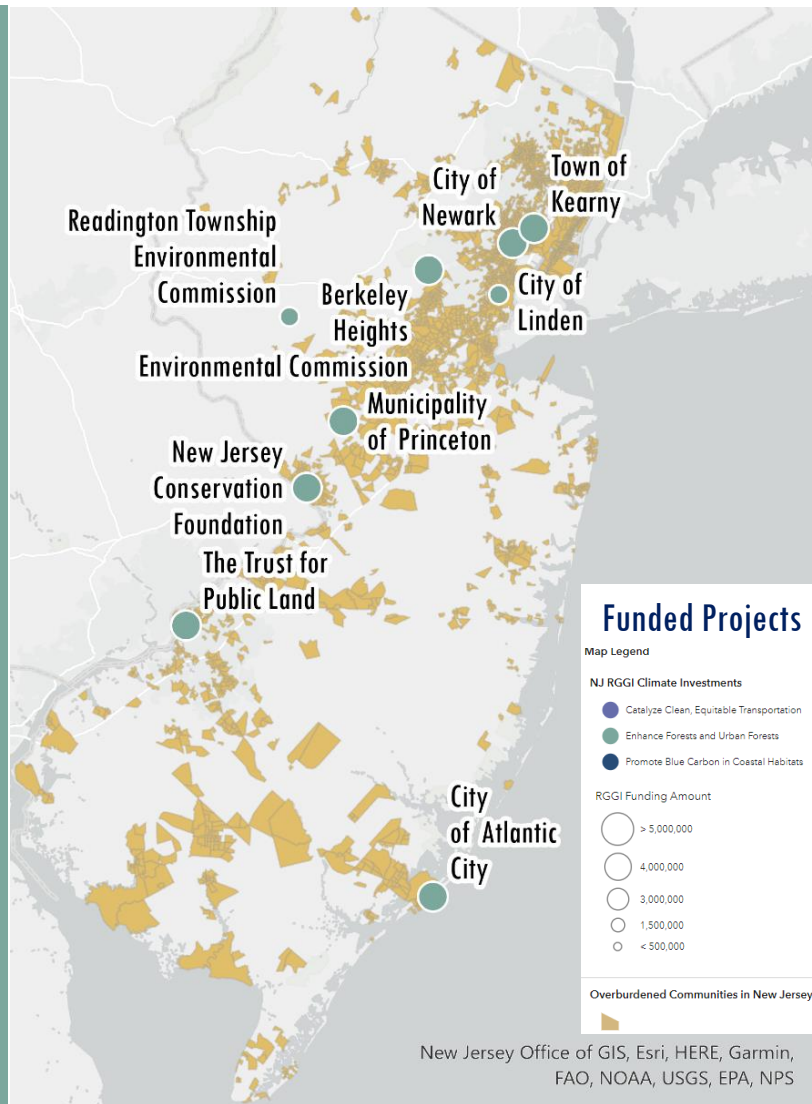 City of
Newark
Town of
Kearny
Readington Township
Environmental
Commission
Berkeley
Heights
Environmental Commission
City of
Linden
Municipality
of Princeton
New Jersey
Conservation
Foundation
The Trust for
Public Land
City
of Atlantic
City
Funded Projects
Map Legend
NJ RGGI Climate Investments
Catalyze Clean, Equitable Transportation
Enhance Forests and Urban Forests
Promote Blue Carbon in Coastal Habitats
RGGI Funding Amount
> 5,000,000
4,000,000
3,000,000
1,500,000
< 500,000
Overburdened Communities in New Jersey
New Jersey Office of GIS, Esri, HERE, Garmin,
FAO, NOAA, USGS, EPA, NPS